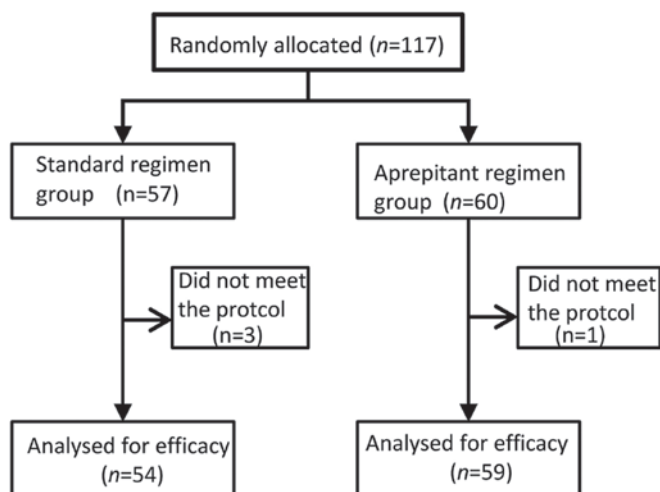 Randomly allocated (n=117)
Standard regimen
group (n=57)
Aprepitant regimen
group (n=60)
Did not meet
the protcol
(n=3)
Did not meet
the protcol
(n=1)
Analysed for efficacy
(n=54)
Analysed for efficacy
(n=59)